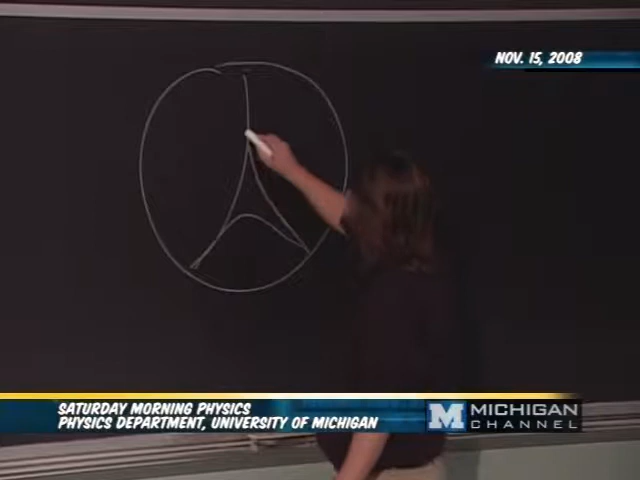 NOV. 15, 2008
SATURDAY MORNING PHYSICS
PHYSICS DEPARTMENT, UNIVERSITY OF MICHIGAN
M MICHIGAN
CHANNEL